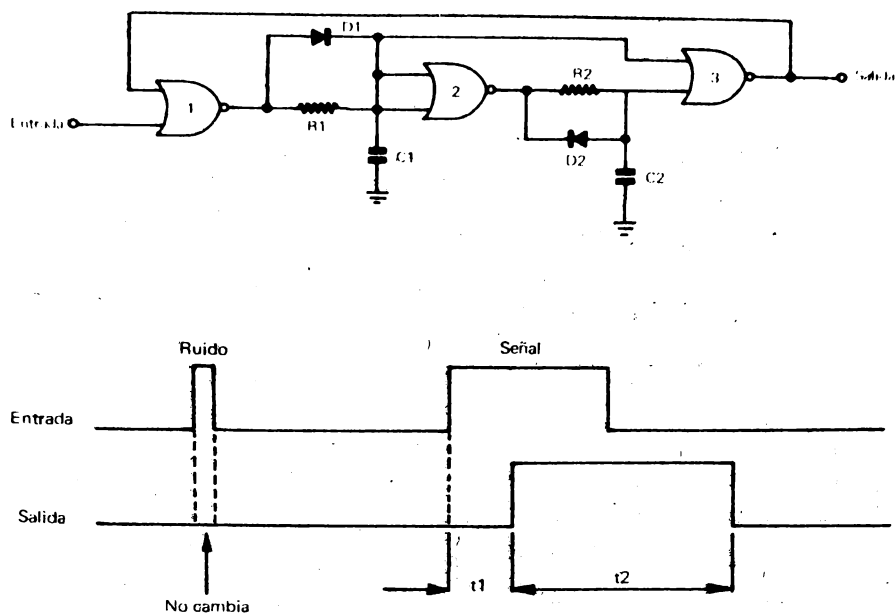 D1
1
R1
C1
2
R2
D2
C2
3
Salida
Entrada
Ruido
Señal
Entrada
Salida
t1
t2
No cambia